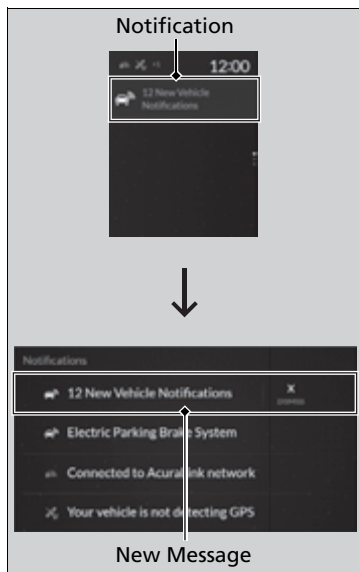 Notification
12:00
12 New Vehicle
Notifications
Notifications
12 New Vehicle Notifications
X
DISMISS
Electric Parking Brake System
Connected to AcuraLink network
Your vehicle is not detecting GPS
New Message